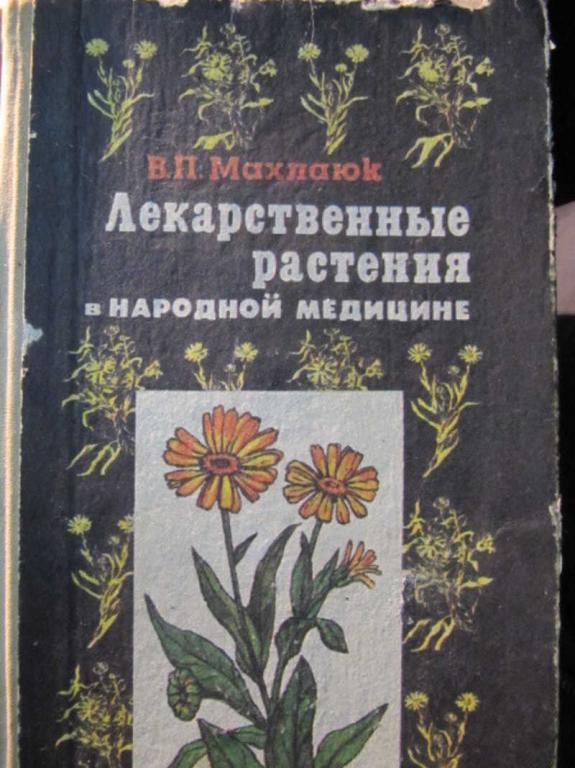 В.П. Махлаюк
Лекарственные
растения
в НАРОДНОЙ МЕДИЦИНЕ